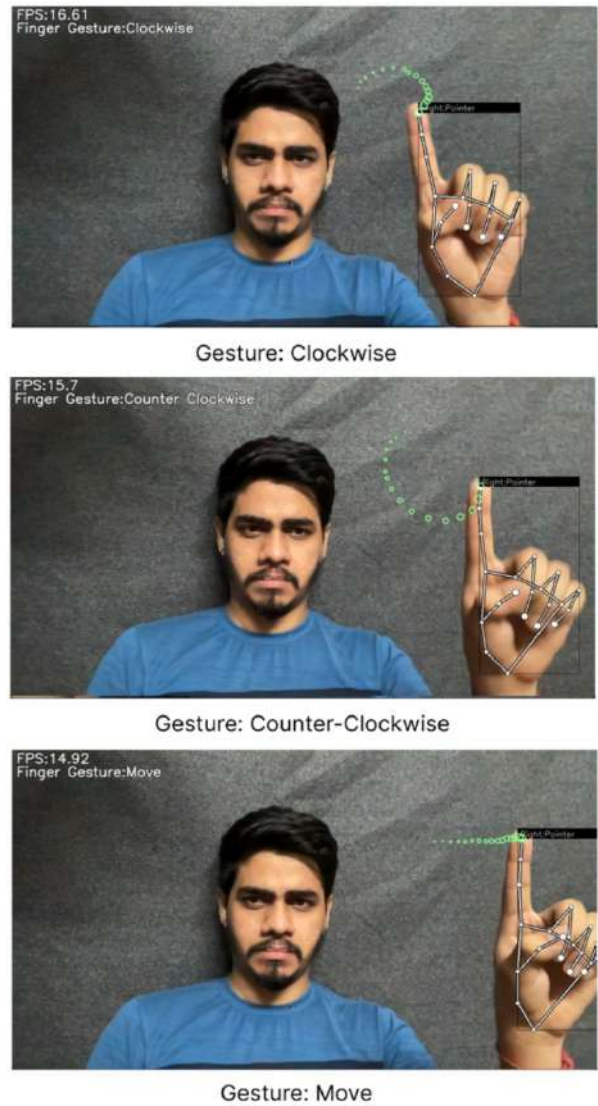 FPS:16.61
Finger Gesture:Clockwise
Right:Pointer
Gesture: Clockwise
FPS:15.7
Finger Gesture:Counter Clockwise
Right:Pointer
Gesture: Counter-Clockwise
FPS:14.92
Finger Gesture:Move
Right:Pointer
Gesture: Move